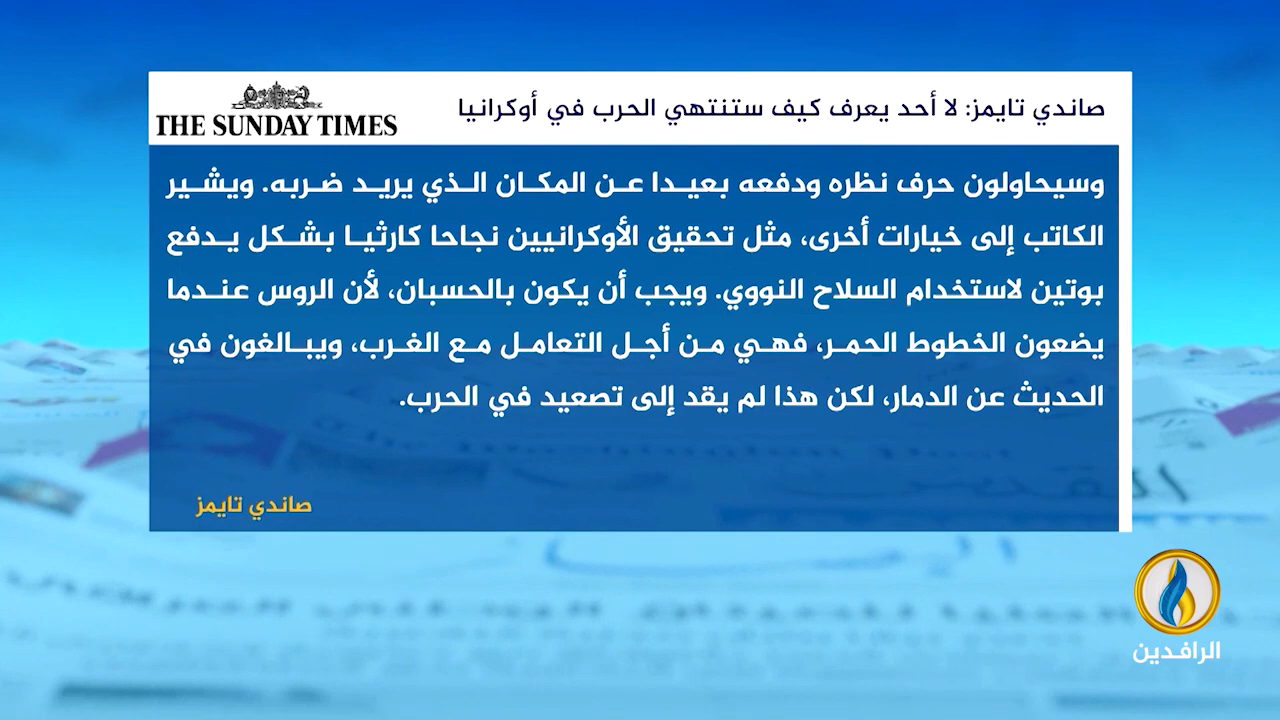 THE SUNDAY TIMES
صاندي تايمز: لا أحد يعرف كيف ستنتهي الحرب في أوكرانيا
وسيحاولون حرف نظره ودفعه بعيدا عن المكان الذي يريد ضربه. ويشير
الكاتب إلى خيارات أخرى، مثل تحقيق الأوكرانيين نجاحا كارثيا بشكل يدفع
بوتين لاستخدام السلاح النووي. ويجب أن يكون بالحسبان، لأن الروس عندما
يضعون الخطوط الحمر، فهي من أجل التعامل مع الغرب، ويبالغون في
الحديث عن الدمار، لكن هذا لم يقد إلى تصعيد في الحرب.
صاندي تايمز
الرافدين